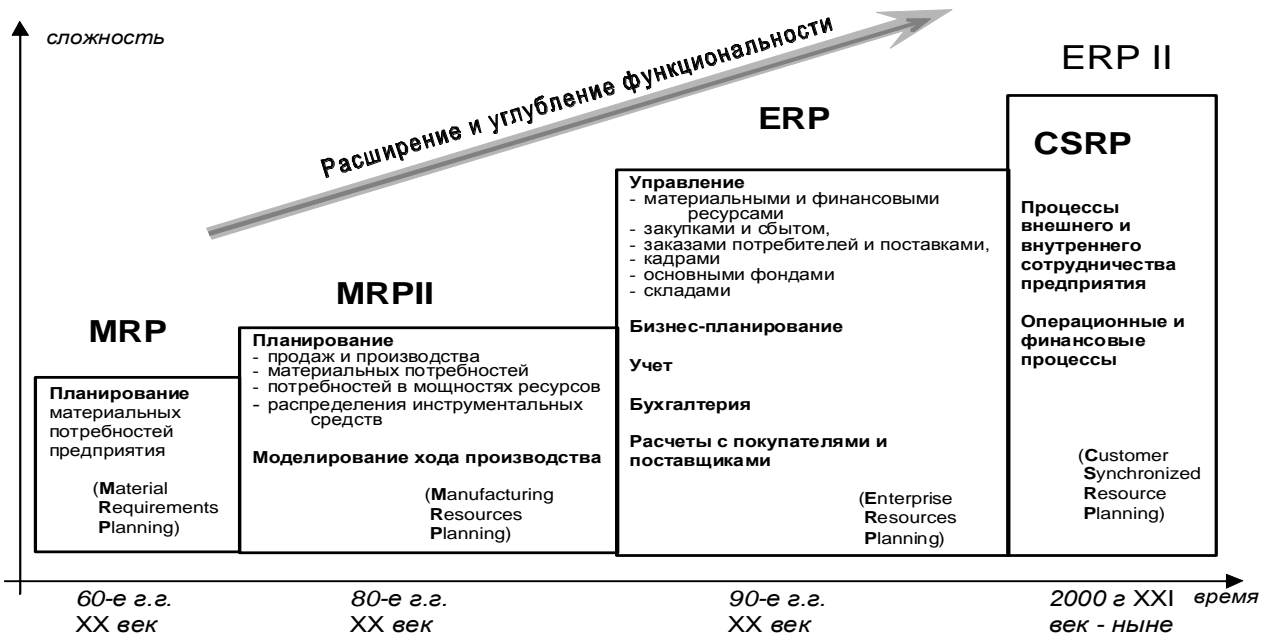 сложность
Расширение и углубление функциональности
ERP II
ERP
CSRP
MRPII
MRP
Планирование
материальных
потребностей
предприятия
(Material
Requirements
Planning)
Планирование
- продаж и производства
- материальных потребностей
- потребностей в мощностях ресурсов
- распределения инструментальных
средств
Моделирование хода производства
(Manufacturing
Resources
Planning)
Управление
- материальными и финансовыми
ресурсами
- закупками и сбытом,
- заказами потребителей и поставками,
- кадрами
- основными фондами
- складами
Бизнес-планирование
Учет
Бухгалтерия
Расчеты с покупателями и
поставщиками
(Enterprise
Resources
Planning)
Процессы
внешнего и
внутреннего
сотрудничества
предприятия
Операционные и
финансовые
процессы
(Customer
Synchronized
Resource
Planning)
60-е г.г.
XX век
80-е г.г.
XX век
90-е г.г.
XX век
2000 г XXI
век - ныне
время